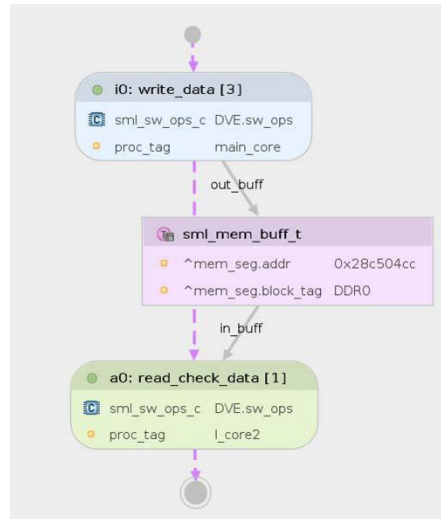 i0: write_data [3]
sml_sw_ops_c DVE.sw_ops
proc_tag main_core
out_buff
sml_mem_buff_t
^mem_seg.addr 0x28c504cc
^mem_seg.block_tag DDR0
in_buff
a0: read_check_data [1]
sml_sw_ops_c DVE.sw_ops
proc_tag l_core2